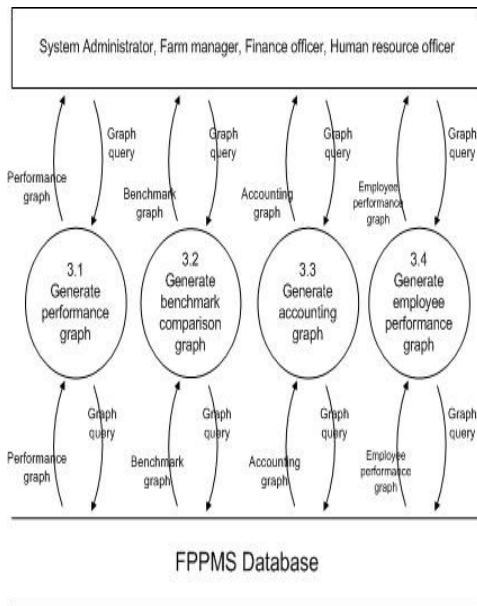 System Administrator, Farm manager, Finance officer, Human resource officer
Graph
query
Performance
graph
Graph
query
Benchmark
graph
Graph
query
Accounting
graph
Graph
query
Employee
performance
graph
3.1
Generate
performance
graph
3.2
Generate
benchmark
comparison
graph
3.3
Generate
accounting
graph
3.4
Generate
employee
performance
graph
Graph
query
Performance
graph
Graph
query
Benchmark
graph
Graph
query
Accounting
graph
Graph
query
Employee
performance
graph
FPPMS Database